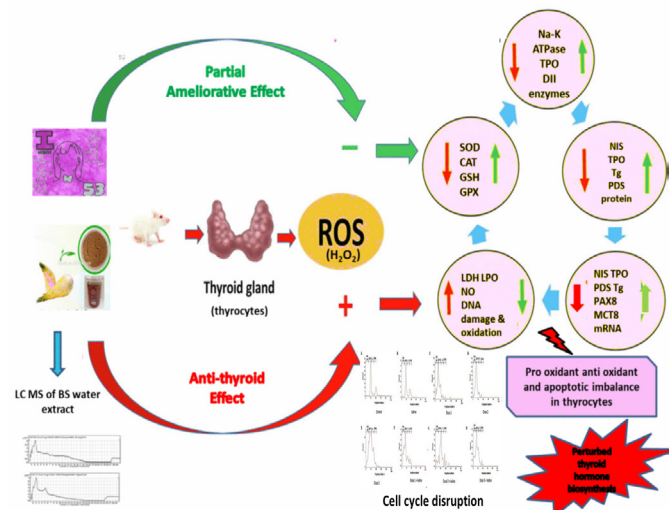 Partial
Ameliorative Effect
I
53
ROS
(H₂O₂)
Thyroid gland
(thyrocytes)
+
−
Anti-thyroid
Effect
LC MS of BS water
extract
Na-K
ATPase
TPO
DII
enzymes
SOD
CAT
GSH
GPX
NIS
TPO
Tg
PDS
protein
LDH LPO
NO
DNA
damage &
oxidation
NIS TPO
PDS Tg
PAX8
MCT8
mRNA
Pro oxidant anti oxidant
and apoptotic imbalance
in thyrocytes
Perturbed
thyroid
hormone
biosynthesis
Cell cycle disruption